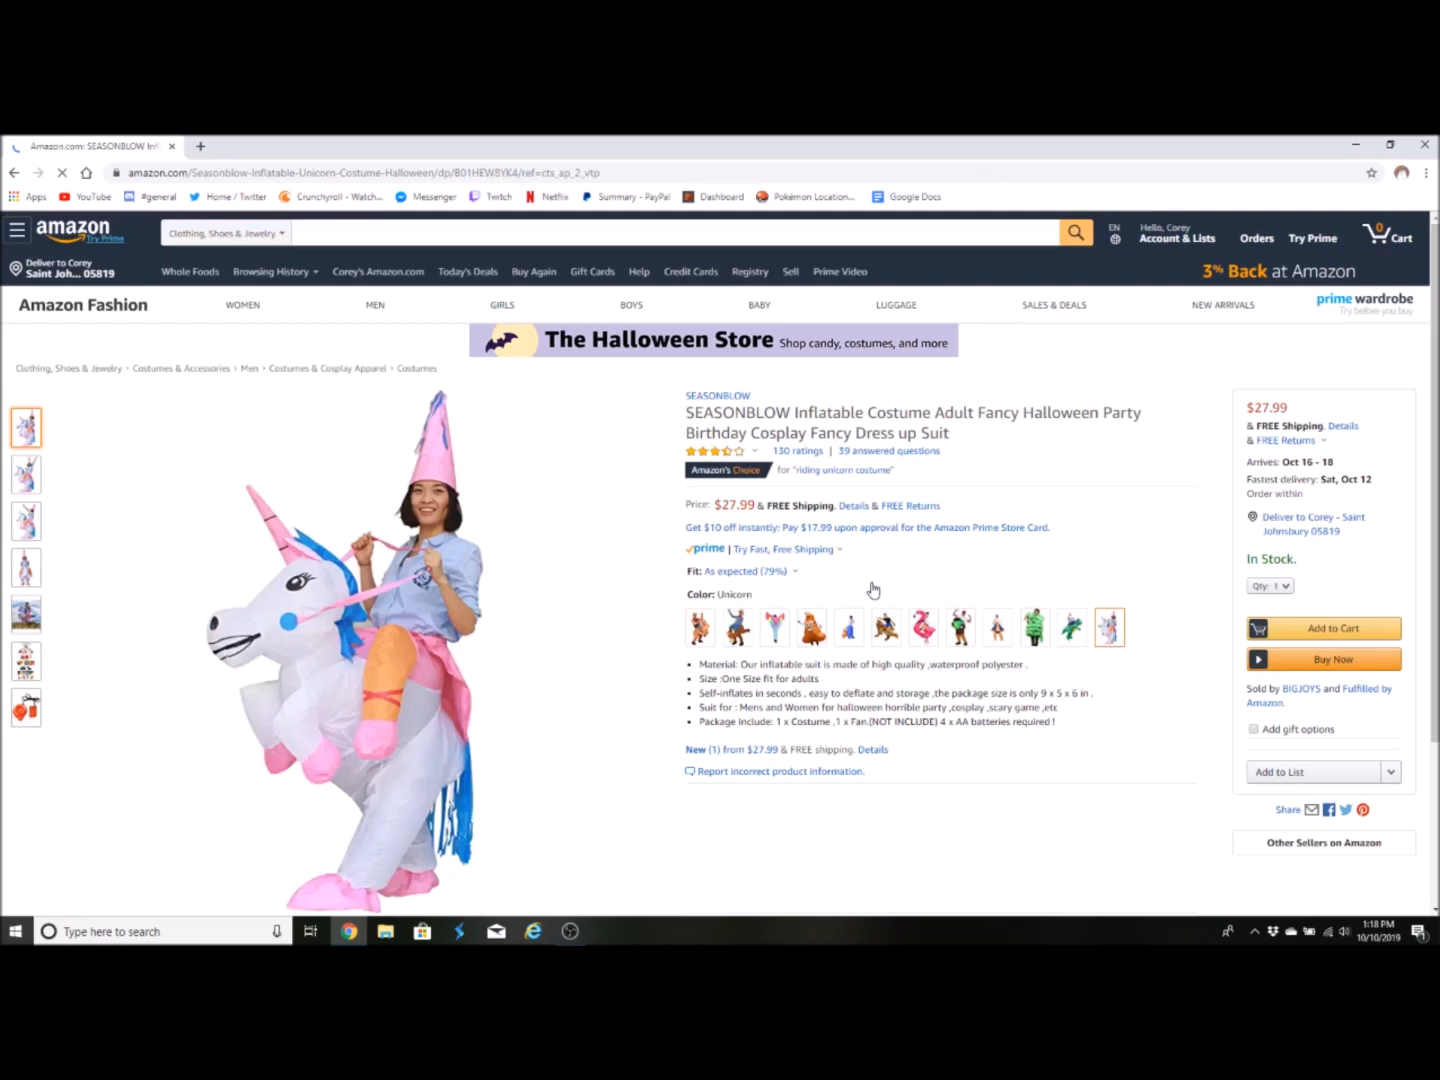 Amazon.com: SEASONBLOW Infl
amazon.com/Seasonblow-Inflatable-Unicorn-Costume-Halloween/dp/B01HEW8YK4/ref=cts_ap_2_vtp
Apps YouTube #general Home / Twitter Crunchyroll - Watch... Messenger Twitch Netflix Summary - PayPal Dashboard Pokémon Location... Google Docs
amazon
Try Prime
Clothing, Shoes & Jewelry
EN
Hello, Corey
Account & Lists
Orders
Try Prime
0
Cart
Deliver to Corey
Saint Joh... 05819
Whole Foods Browsing History Corey's Amazon.com Today's Deals Buy Again Gift Cards Help Credit Cards Registry Sell Prime Video
3% Back at Amazon
Amazon Fashion WOMEN MEN GIRLS BOYS BABY LUGGAGE SALES & DEALS NEW ARRIVALS
prime wardrobe
Try before you buy
The Halloween Store Shop candy, costumes, and more
Clothing, Shoes & Jewelry › Costumes & Accessories › Men › Costumes & Cosplay Apparel › Costumes
SEASONBLOW
SEASONBLOW Inflatable Costume Adult Fancy Halloween Party
Birthday Cosplay Fancy Dress up Suit
130 ratings | 39 answered questions
Amazon's Choice for "riding unicorn costume"
Price: $27.99 & FREE Shipping. Details & FREE Returns
Get $10 off instantly: Pay $17.99 upon approval for the Amazon Prime Store Card.
prime | Try Fast, Free Shipping
Fit: As expected (79%)
Color: Unicorn
• Material: Our inflatable suit is made of high quality ,waterproof polyester .
• Size :One Size fit for adults
• Self-inflates in seconds , easy to deflate and storage ,the package size is only 9 x 5 x 6 in .
• Suit for : Mens and Women for halloween horrible party ,cosplay ,scary game ,etc
• Package Include: 1 x Costume ,1 x Fan.(NOT INCLUDE) 4 x AA batteries required !
New (1) from $27.99 & FREE shipping. Details
Report incorrect product information.
$27.99
& FREE Shipping. Details
& FREE Returns
Arrives: Oct 16 - 18
Fastest delivery: Sat, Oct 12
Order within
Deliver to Corey - Saint
Johnsbury 05819
In Stock.
Qty: 1
Add to Cart
Buy Now
Sold by BIGJOYS and Fulfilled by
Amazon.
Add gift options
Add to List
Share
Other Sellers on Amazon
Type here to search
1:18 PM
10/10/2019
1